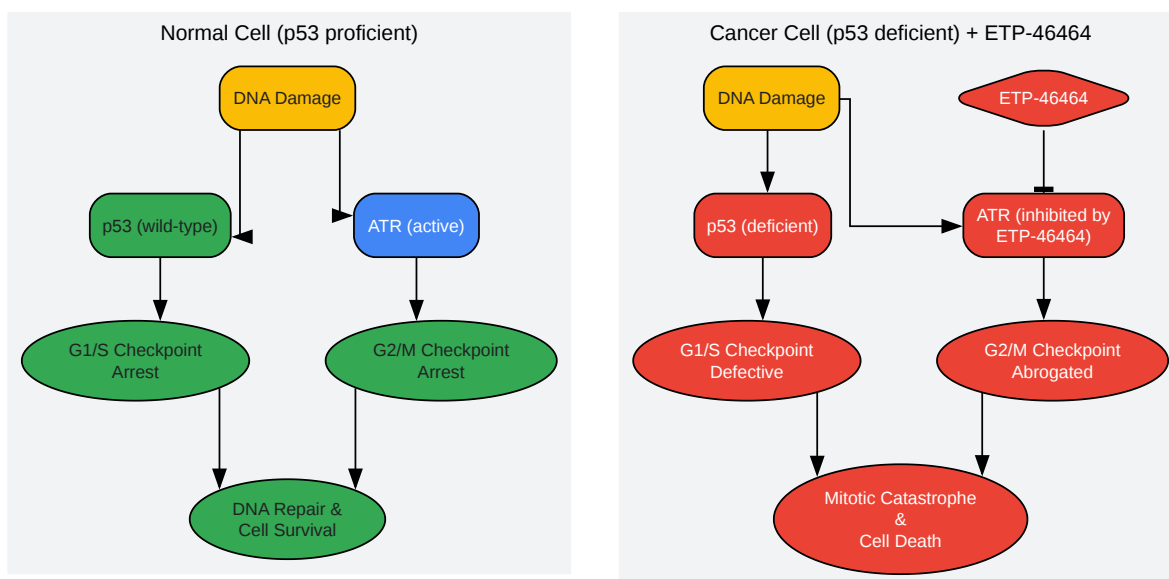 Normal Cell (p53 proficient)
DNA Damage
p53 (wild-type)
ATR (active)
G1/S Checkpoint
Arrest
G2/M Checkpoint
Arrest
DNA Repair &
Cell Survival
Cancer Cell (p53 deficient) + ETP-46464
DNA Damage
ETP-46464
p53 (deficient)
ATR (inhibited by
ETP-46464)
G1/S Checkpoint
Defective
G2/M Checkpoint
Abrogated
Mitotic Catastrophe
&
Cell Death